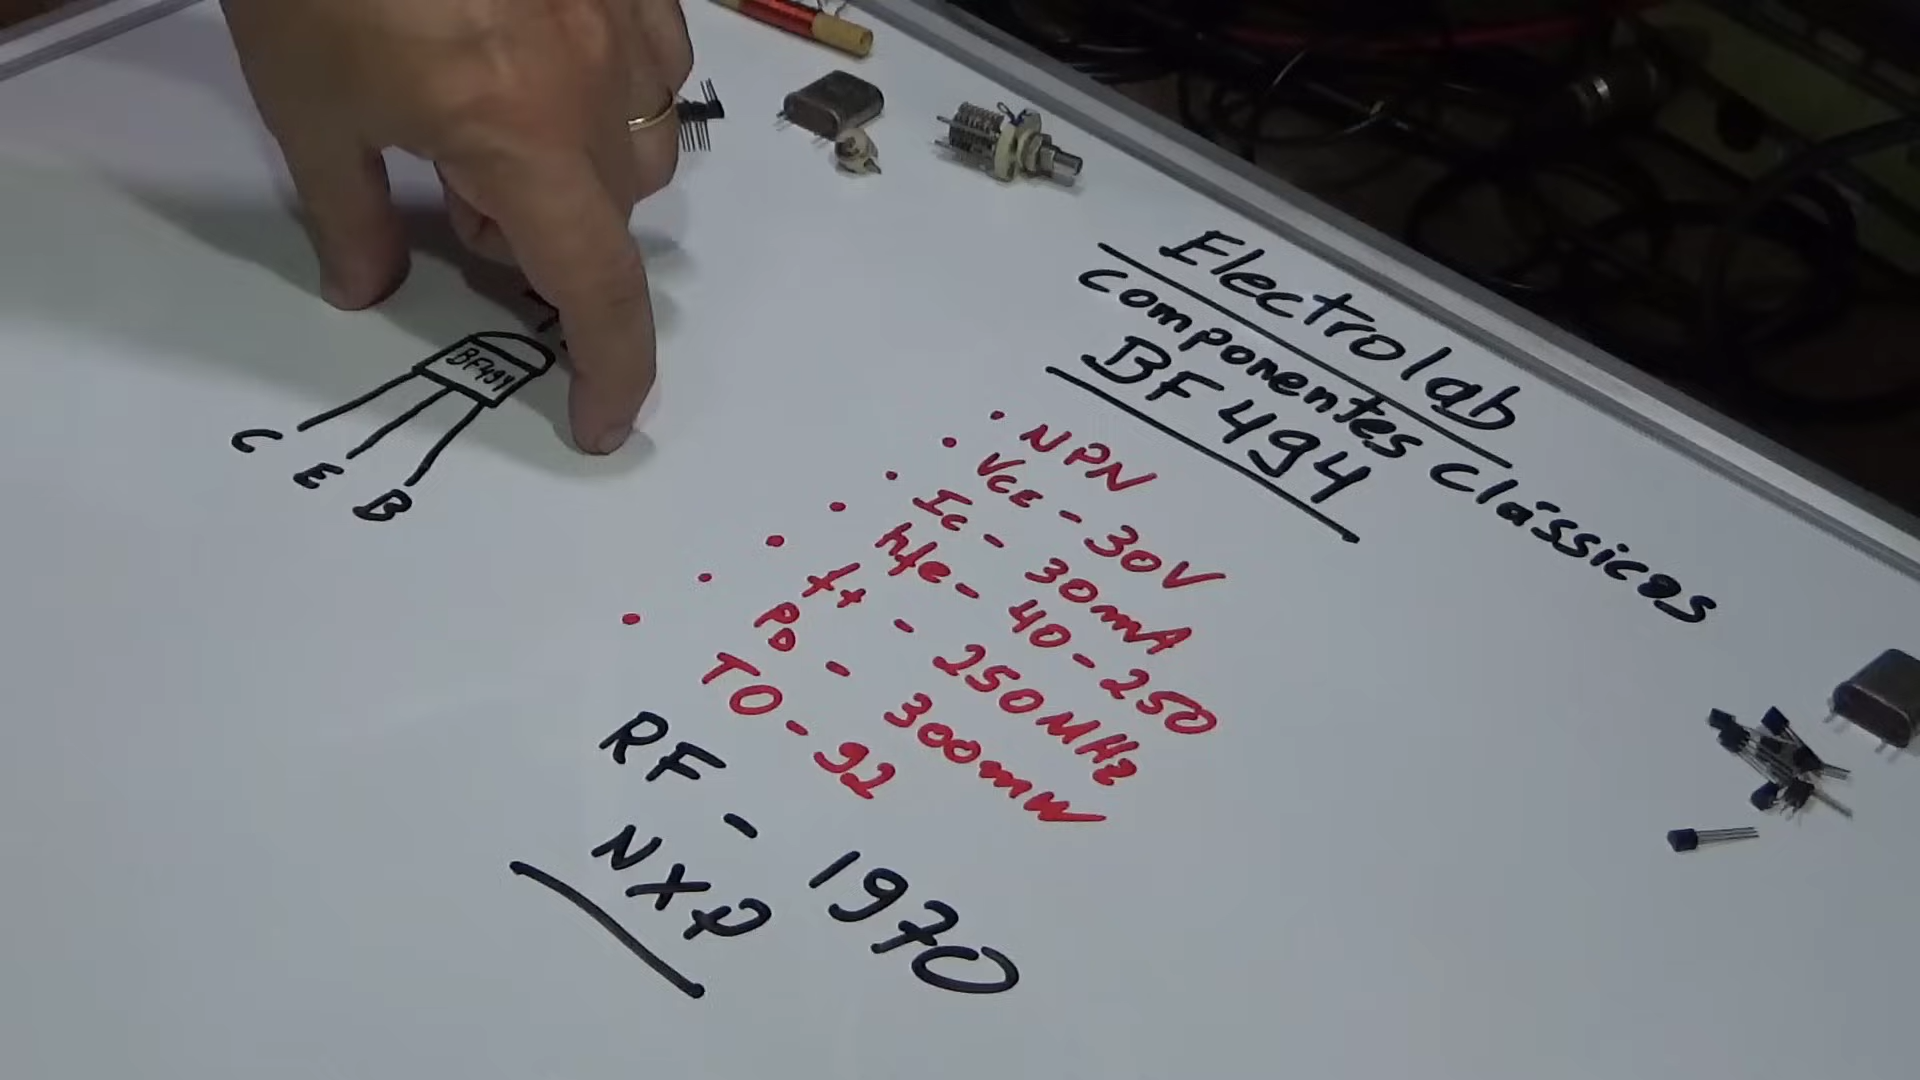 Electrolab
Componentes Clássicos
BF494
• NPN
• VCE - 30V
• Ic - 30mA
• hfe - 40-250
• ft - 250MHz
• PD - 300mW
• TO-92
RF - 1970
NXP
BF494
C E B